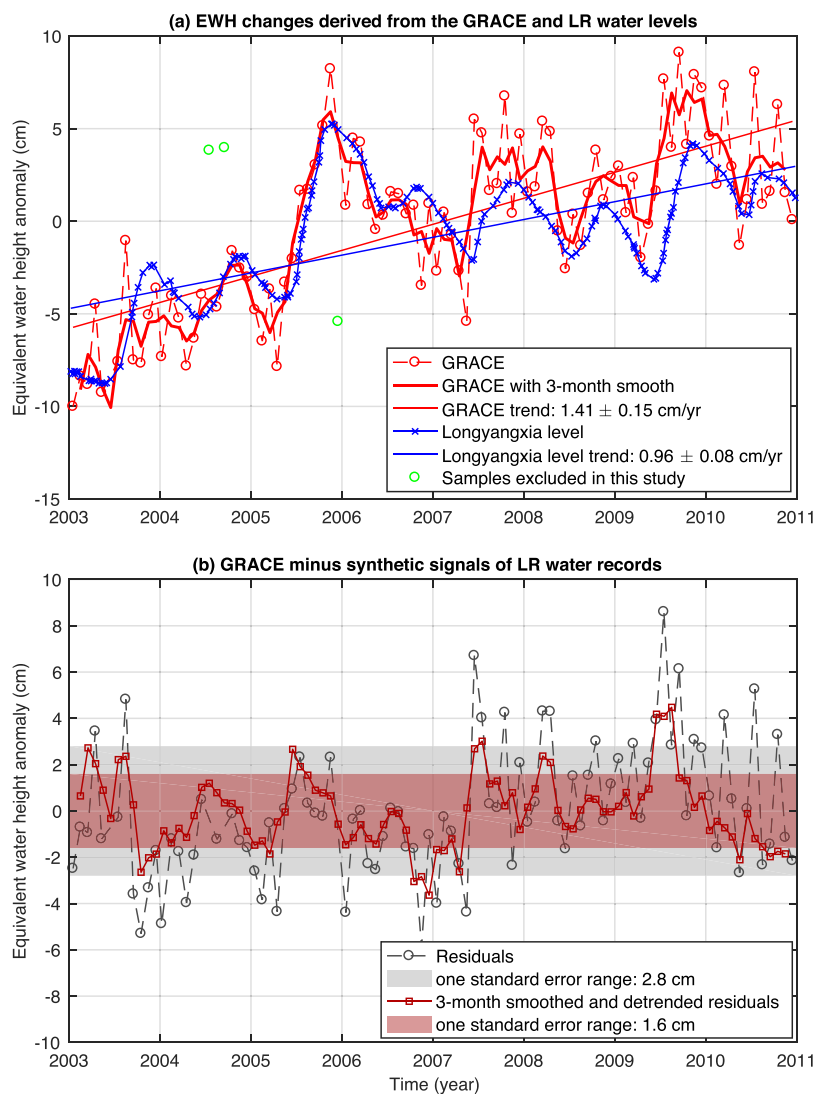 (a) EWH changes derived from the GRACE and LR water levels
Equivalent water height anomaly (cm)
10
5
0
-5
-10
-15
GRACE
GRACE with 3-month smooth
GRACE trend: 1.41 ± 0.15 cm/yr
Longyangxia level
Longyangxia level trend: 0.96 ± 0.08 cm/yr
Samples excluded in this study
2003 2004 2005 2006 2007 2008 2009 2010 2011
(b) GRACE minus synthetic signals of LR water records
Equivalent water height anomaly (cm)
10
8
6
4
2
0
-2
-4
-6
-8
-10
Residuals
one standard error range: 2.8 cm
3-month smoothed and detrended residuals
one standard error range: 1.6 cm
2003 2004 2005 2006 2007 2008 2009 2010 2011
Time (year)